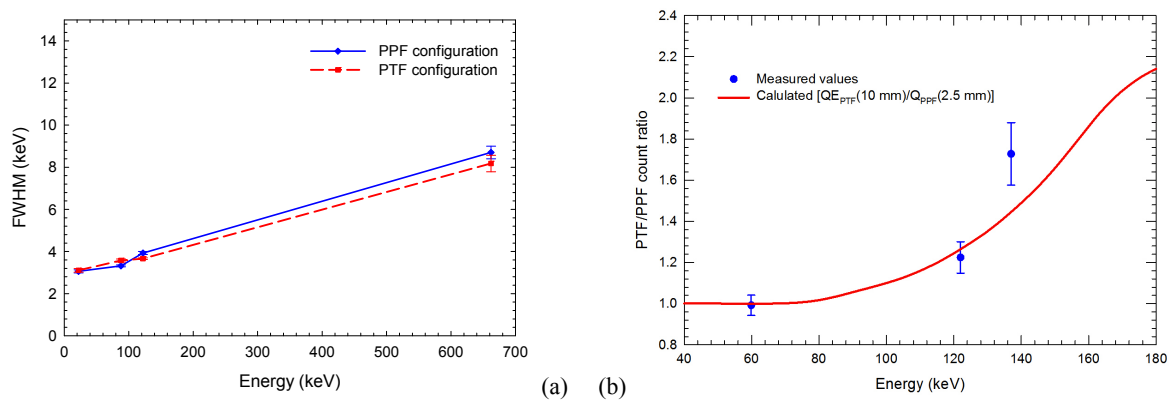 14
12
10
8
6
4
2
0
FWHM (keV)
PPF configuration
PTF configuration
0 100 200 300 400 500 600 700
Energy (keV)
(a)
(b)
2.4
2.2
2.0
1.8
1.6
1.4
1.2
1.0
0.8
PTF/PPF count ratio
Measured values
Calulated [QEPTF(10 mm)/QPPF(2.5 mm)]
40 60 80 100 120 140 160 180
Energy (keV)